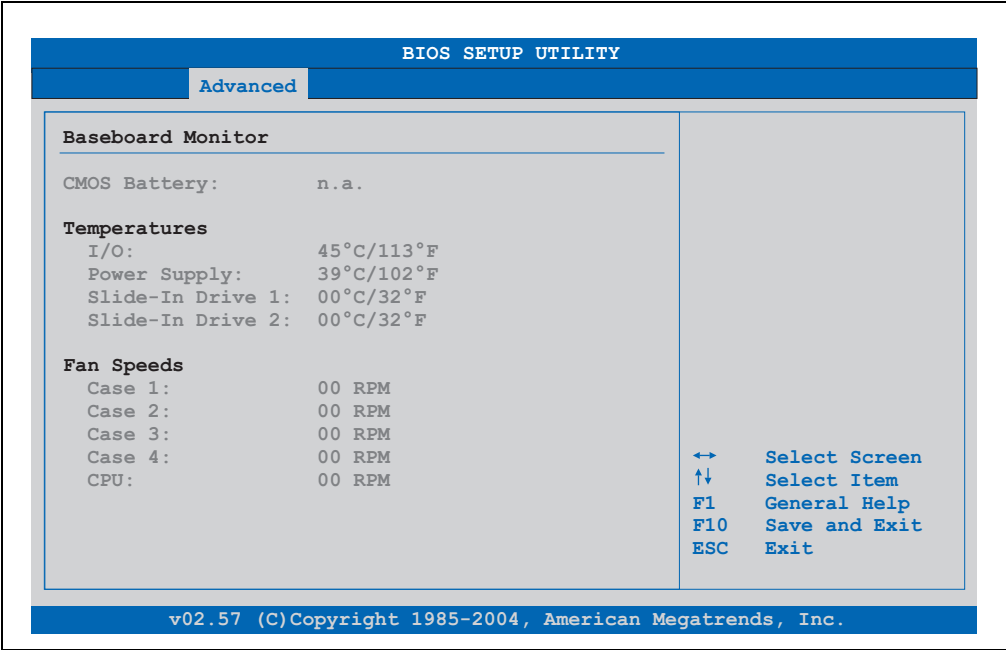 BIOS SETUP UTILITY
Advanced
Baseboard Monitor
CMOS Battery: n.a.
Temperatures
I/O: 45°C/113°F
Power Supply: 39°C/102°F
Slide-In Drive 1: 00°C/32°F
Slide-In Drive 2: 00°C/32°F
Fan Speeds
Case 1: 00 RPM
Case 2: 00 RPM
Case 3: 00 RPM
Case 4: 00 RPM
CPU: 00 RPM
↔ Select Screen
↑↓ Select Item
F1 General Help
F10 Save and Exit
ESC Exit
v02.57 (C)Copyright 1985-2004, American Megatrends, Inc.